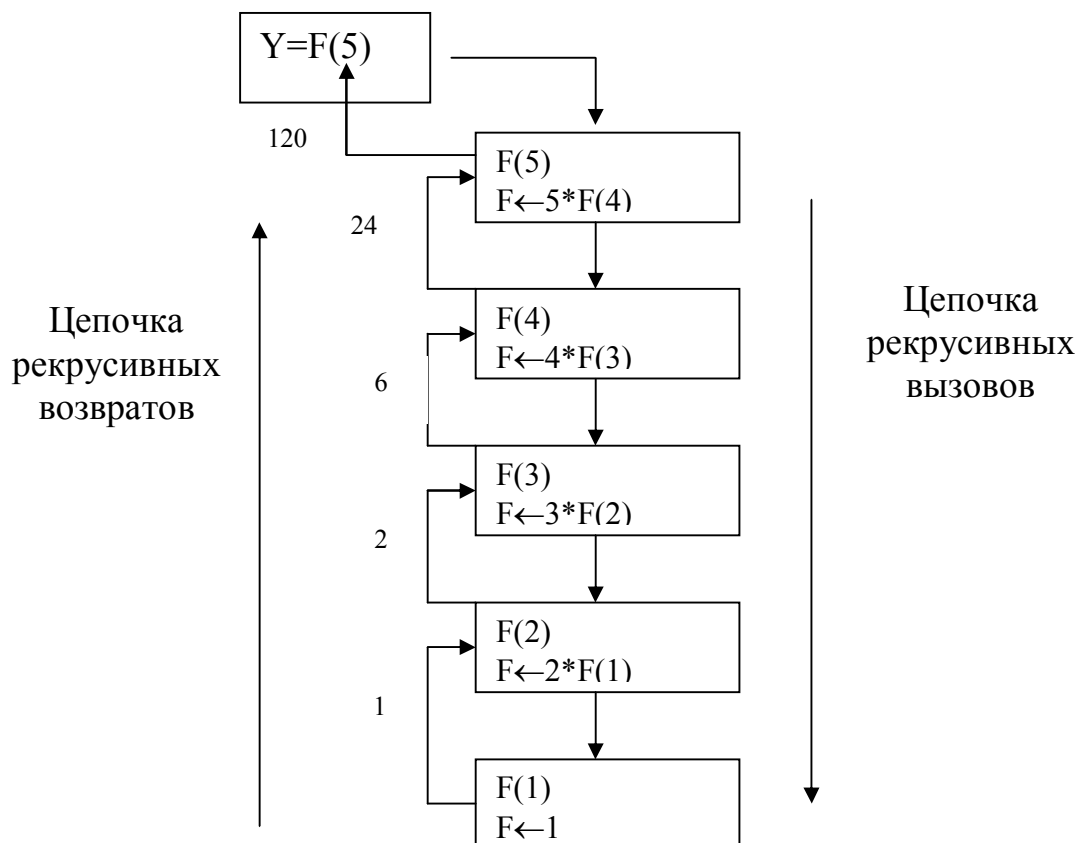 Y=F(5)
120
F(5)
F←5*F(4)
24
F(4)
F←4*F(3)
6
F(3)
F←3*F(2)
2
F(2)
F←2*F(1)
1
F(1)
F←1
Цепочка
рекрусивных
возвратов
Цепочка
рекрусивных
вызовов